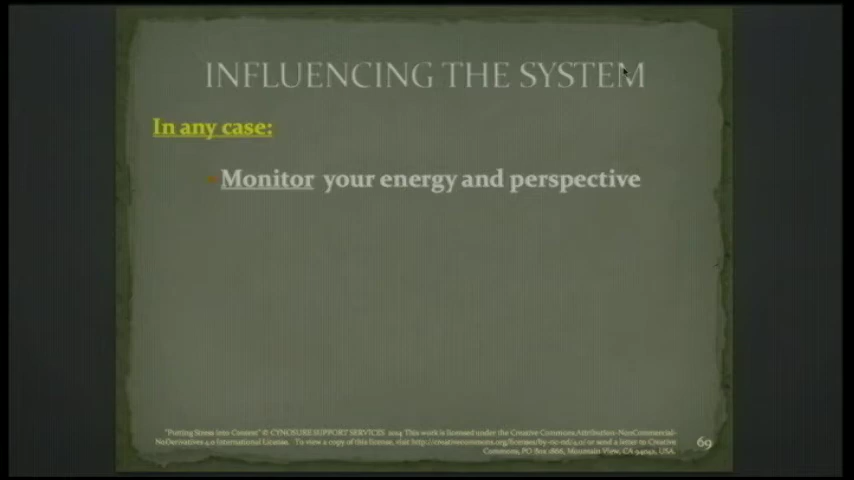 INFLUENCING THE SYSTEM
In any case:
Monitor your energy and perspective
"Putting Stress into Context" © CYNOSURE SUPPORT SERVICES 2014 This work is licensed under the Creative Commons Attribution-NonCommercial-
NoDerivatives 4.0 International License. To view a copy of this license, visit http://creativecommons.org/licenses/by-nc-nd/4.0/ or send a letter to Creative
Commons, PO Box 1866, Mountain View, CA 94042, USA.
69